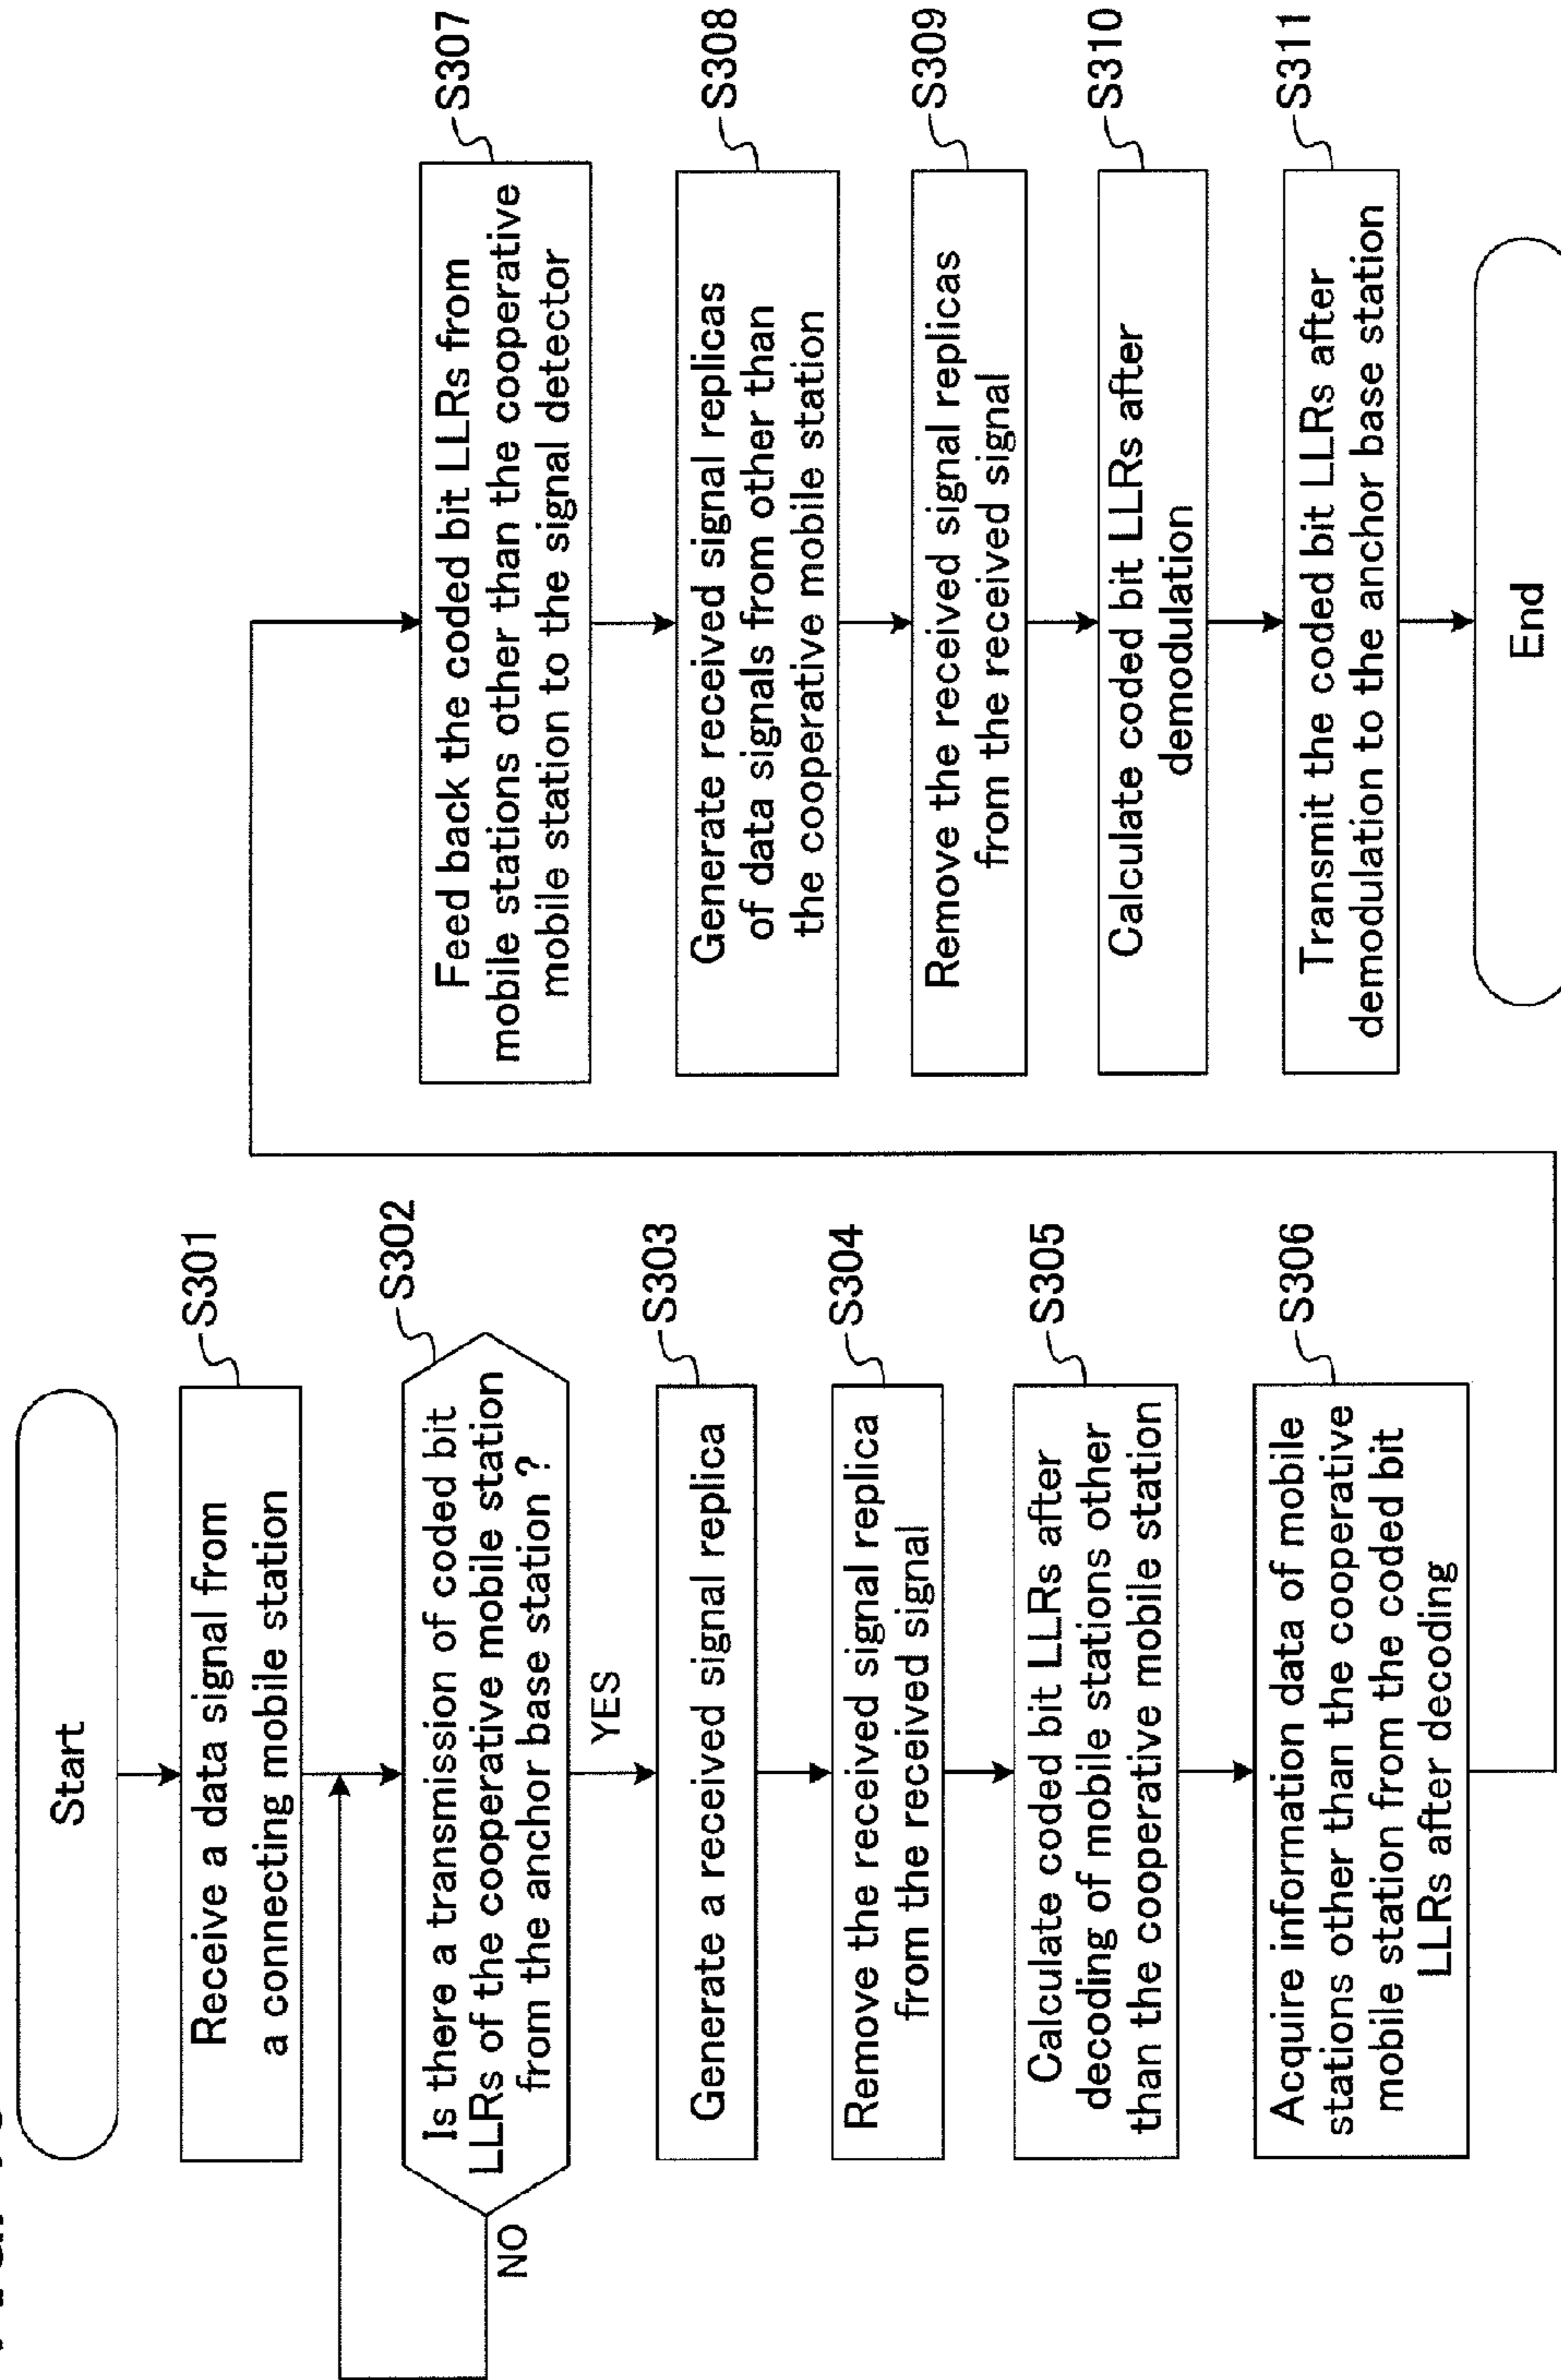 Start
Receive a data signal from
a connecting mobile station
S301
Is there a transmission of coded bit
LLRs of the cooperative mobile station
from the anchor base station ?
S302
NO
YES
Generate a received signal replica
S303
Remove the received signal replica
from the received signal
S304
Calculate coded bit LLRs after
decoding of mobile stations other
than the cooperative mobile station
S305
Acquire information data of mobile
stations other than the cooperative
mobile station from the coded bit
LLRs after decoding
S306
Feed back the coded bit LLRs from
mobile stations other than the cooperative
mobile station to the signal detector
S307
Generate received signal replicas
of data signals from other than
the cooperative mobile station
S308
Remove the received signal replicas
from the received signal
S309
Calculate coded bit LLRs after
demodulation
S310
Transmit the coded bit LLRs after
demodulation to the anchor base station
S311
End